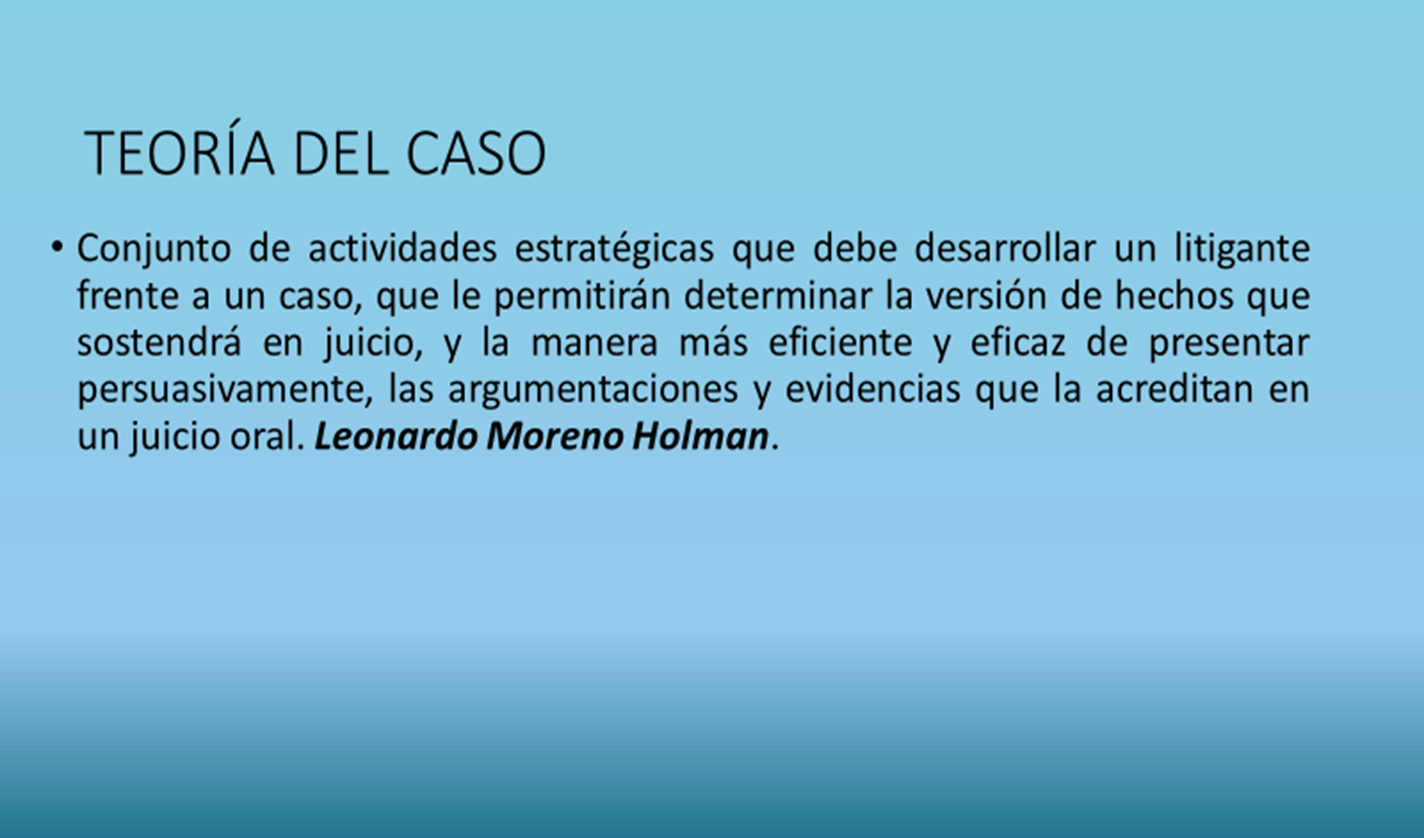 TEORÍA DEL CASO
• Conjunto de actividades estratégicas que debe desarrollar un litigante
frente a un caso, que le permitirán determinar la versión de hechos que
sostendrá en juicio, y la manera más eficiente y eficaz de presentar
persuasivamente, las argumentaciones y evidencias que la acreditan en
un juicio oral. Leonardo Moreno Holman.